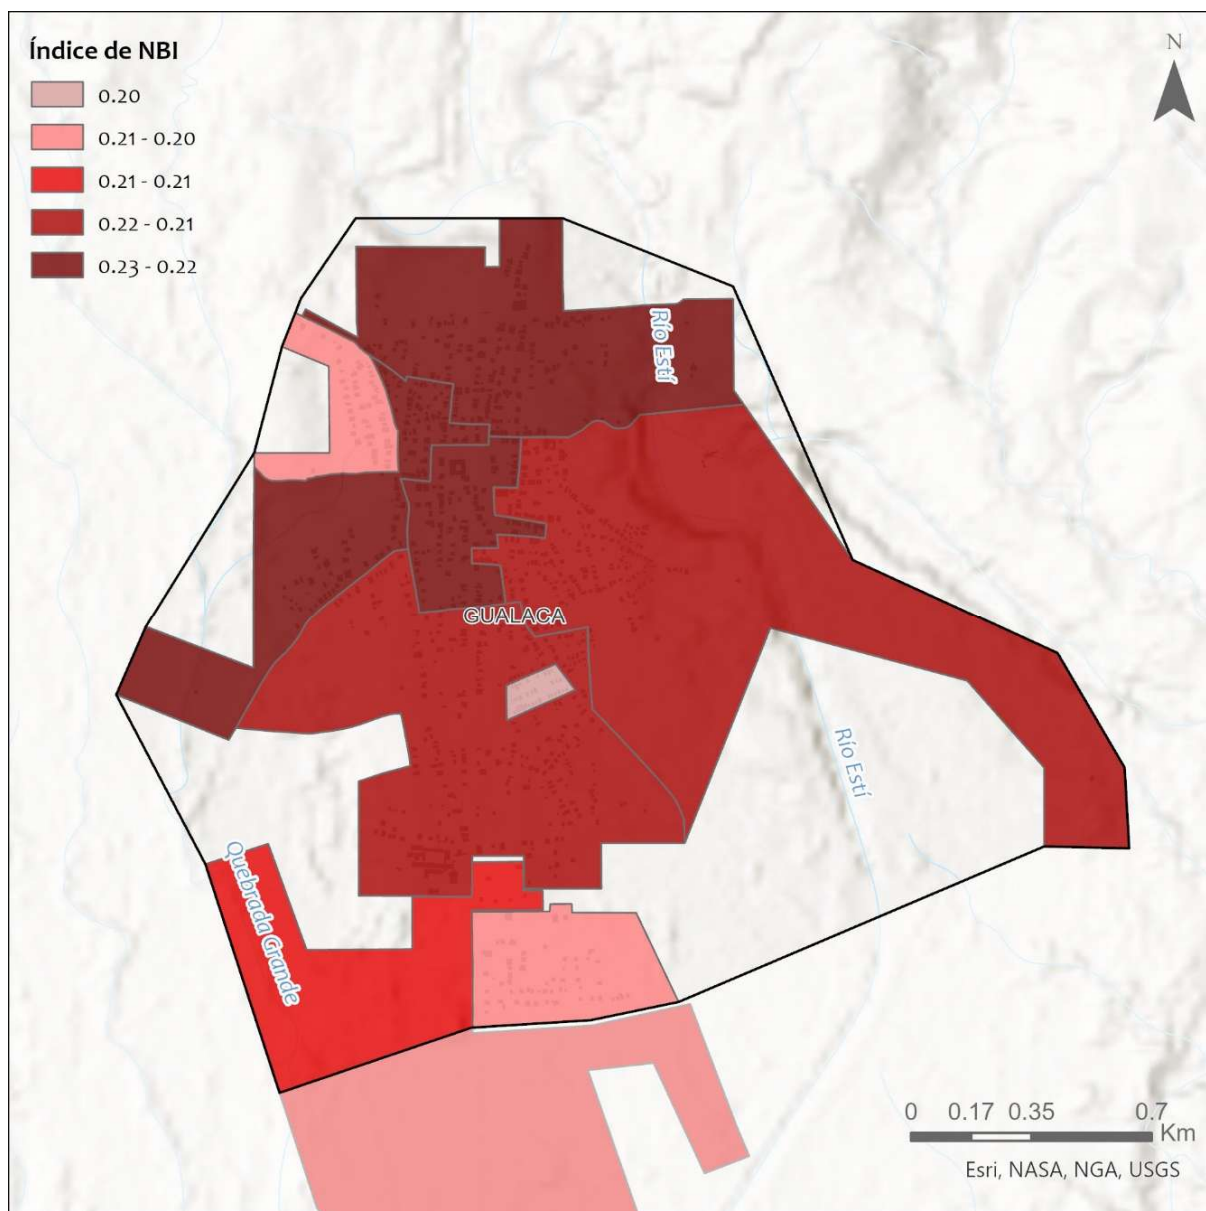 Índice de NBI
0.20
0.21 - 0.20
0.21 - 0.21
0.22 - 0.21
0.23 - 0.22
N
Río Estí
GUALACA
Río Estí
Quebrada Grande
0 0.17 0.35 0.7
Km
Esri, NASA, NGA, USGS